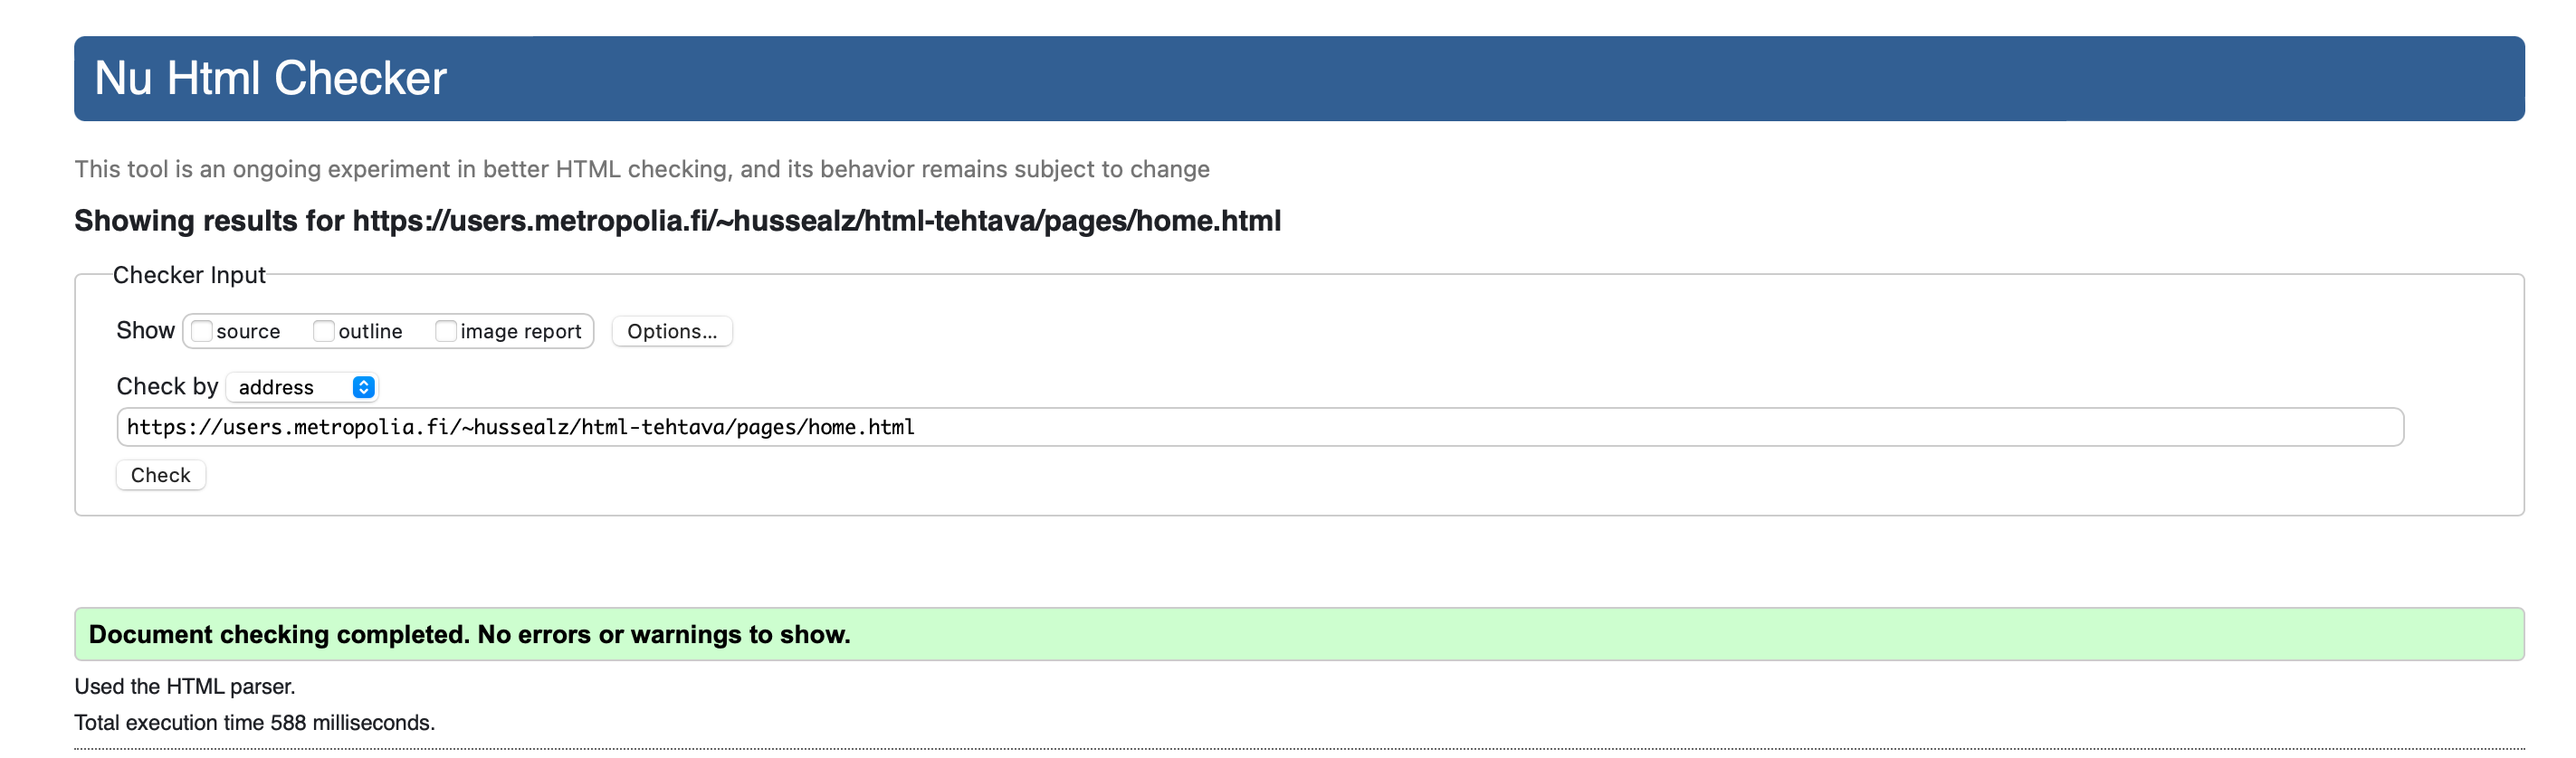 Nu Html Checker
This tool is an ongoing experiment in better HTML checking, and its behavior remains subject to change
Showing results for https://users.metropolia.fi/~hussealz/html-tehtava/pages/home.html
Checker Input
Show source outline image report Options...
Check by address
https://users.metropolia.fi/~hussealz/html-tehtava/pages/home.html
Check
Document checking completed. No errors or warnings to show.
Used the HTML parser.
Total execution time 588 milliseconds.